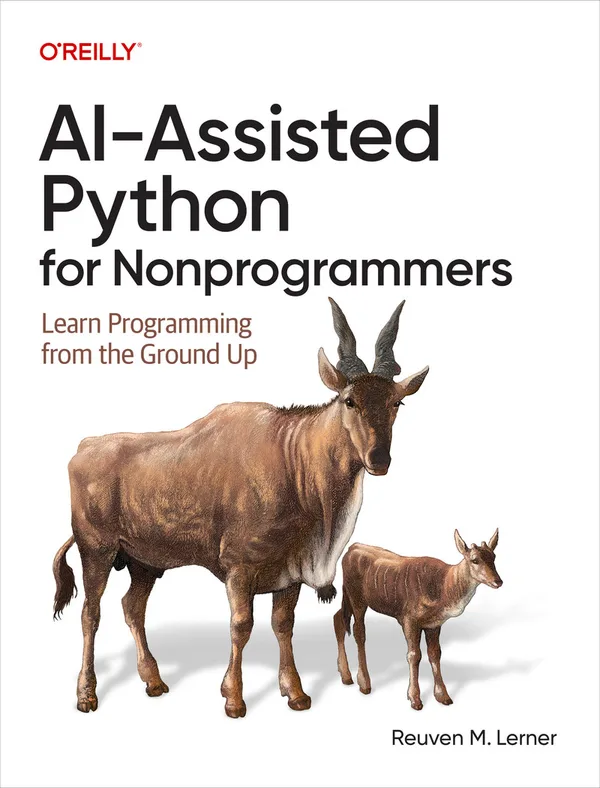 O'REILLY®
AI-Assisted
Python
for Nonprogrammers
Learn Programming
from the Ground Up
Reuven M. Lerner